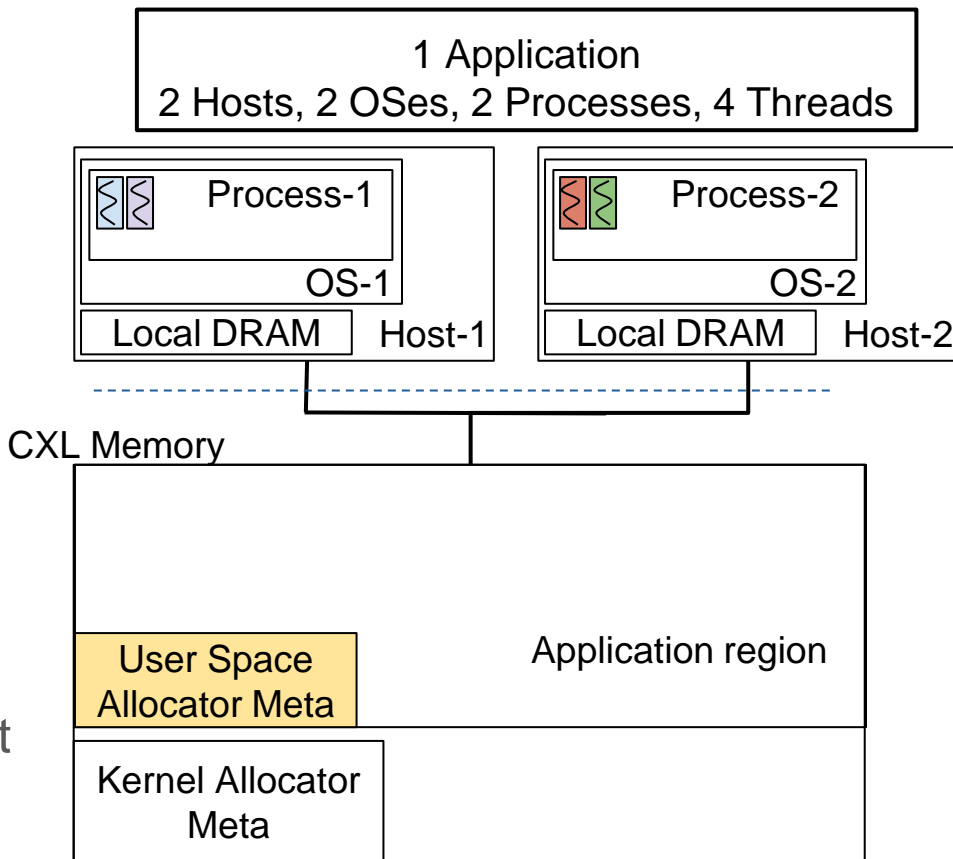 1 Application
2 Hosts, 2 OSes, 2 Processes, 4 Threads
Process-1
OS-1
Local DRAM
Host-1
Process-2
OS-2
Local DRAM
Host-2
CXL Memory
User Space
Allocator Meta
Application region
t
Kernel Allocator
Meta